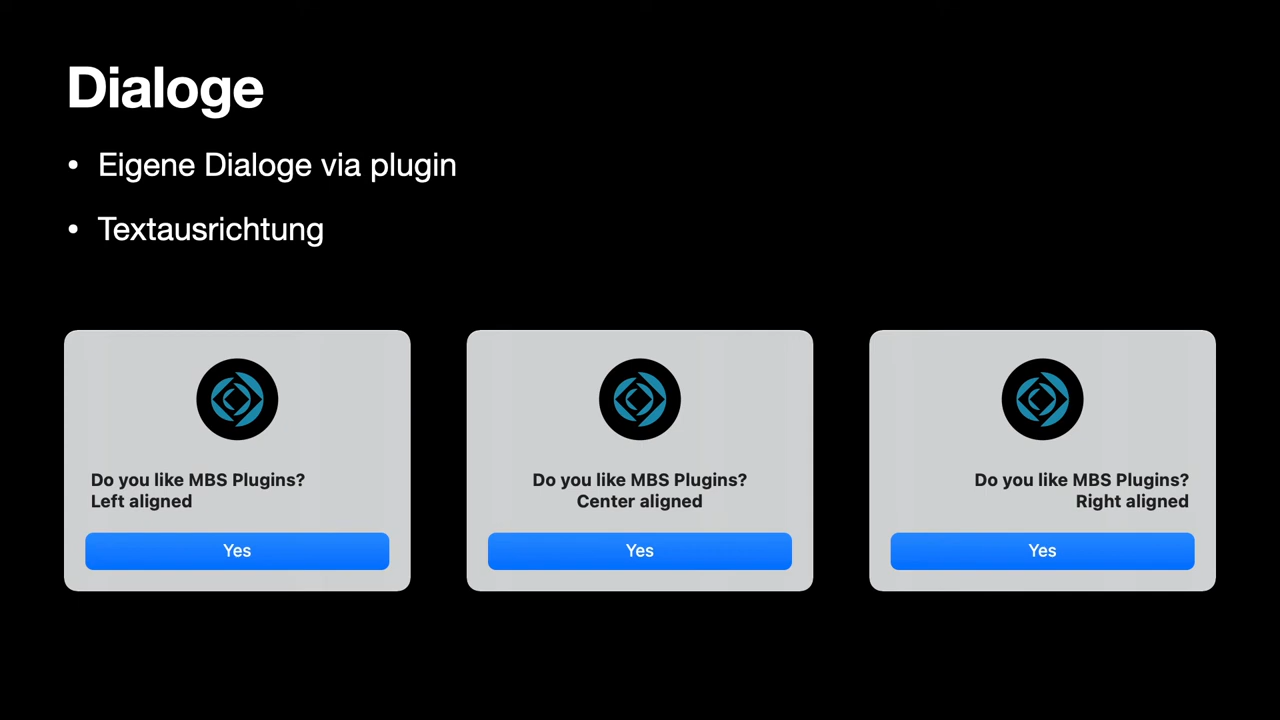 Dialoge
• Eigene Dialoge via plugin
• Textausrichtung
Do you like MBS Plugins?
Left aligned
Yes
Do you like MBS Plugins?
Center aligned
Yes
Do you like MBS Plugins?
Right aligned
Yes